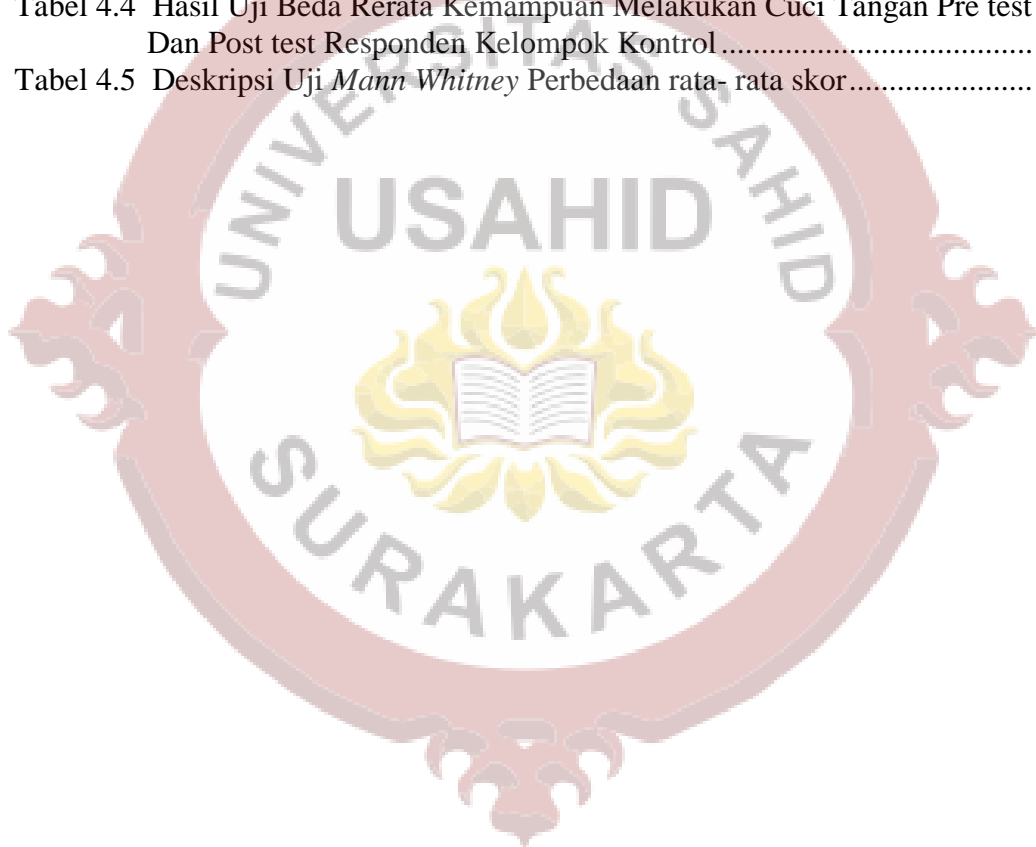 Tabel 4.4 Hasil Uji Beda Rerata Kemampuan Melakukan Cuci Tangan Pre test
Dan Post test Responden Kelompok Kontrol.......................................
Tabel 4.5 Deskripsi Uji Mann Whitney Perbedaan rata- rata skor.......................
UNIVERSITAS SAHID
USAHID
SURAKARTA